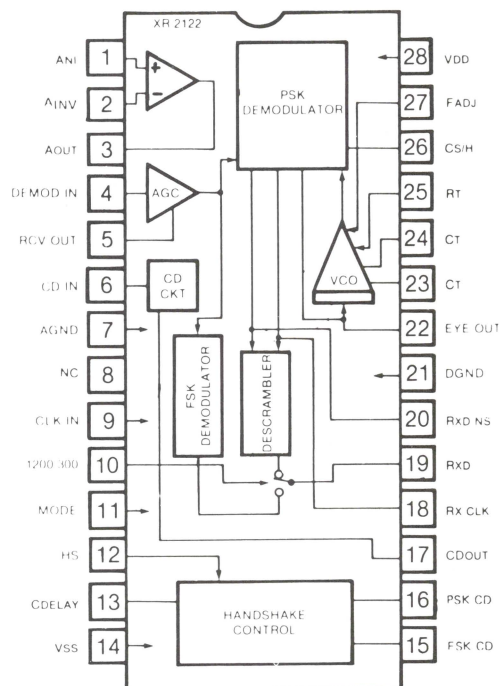 XR 2122
ANI 1
AINV 2
AOUT 3
DEMOD IN 4
RCV OUT 5
CD IN 6
AGND 7
NC 8
CLK IN 9
1200 300 10
MODE 11
HS 12
CDELAY 13
VSS 14
+
−
AGC
CD
CKT
PSK
DEMODULATOR
FSK
DEMODULATOR
DESCRAMBLER
VCO
HANDSHAKE
CONTROL
28 VDD
27 FADJ
26 CS/H
25 RT
24 CT
23 CT
22 EYE OUT
21 DGND
20 RXD NS
19 RXD
18 RX CLK
17 CDOUT
16 PSK CD
15 FSK CD